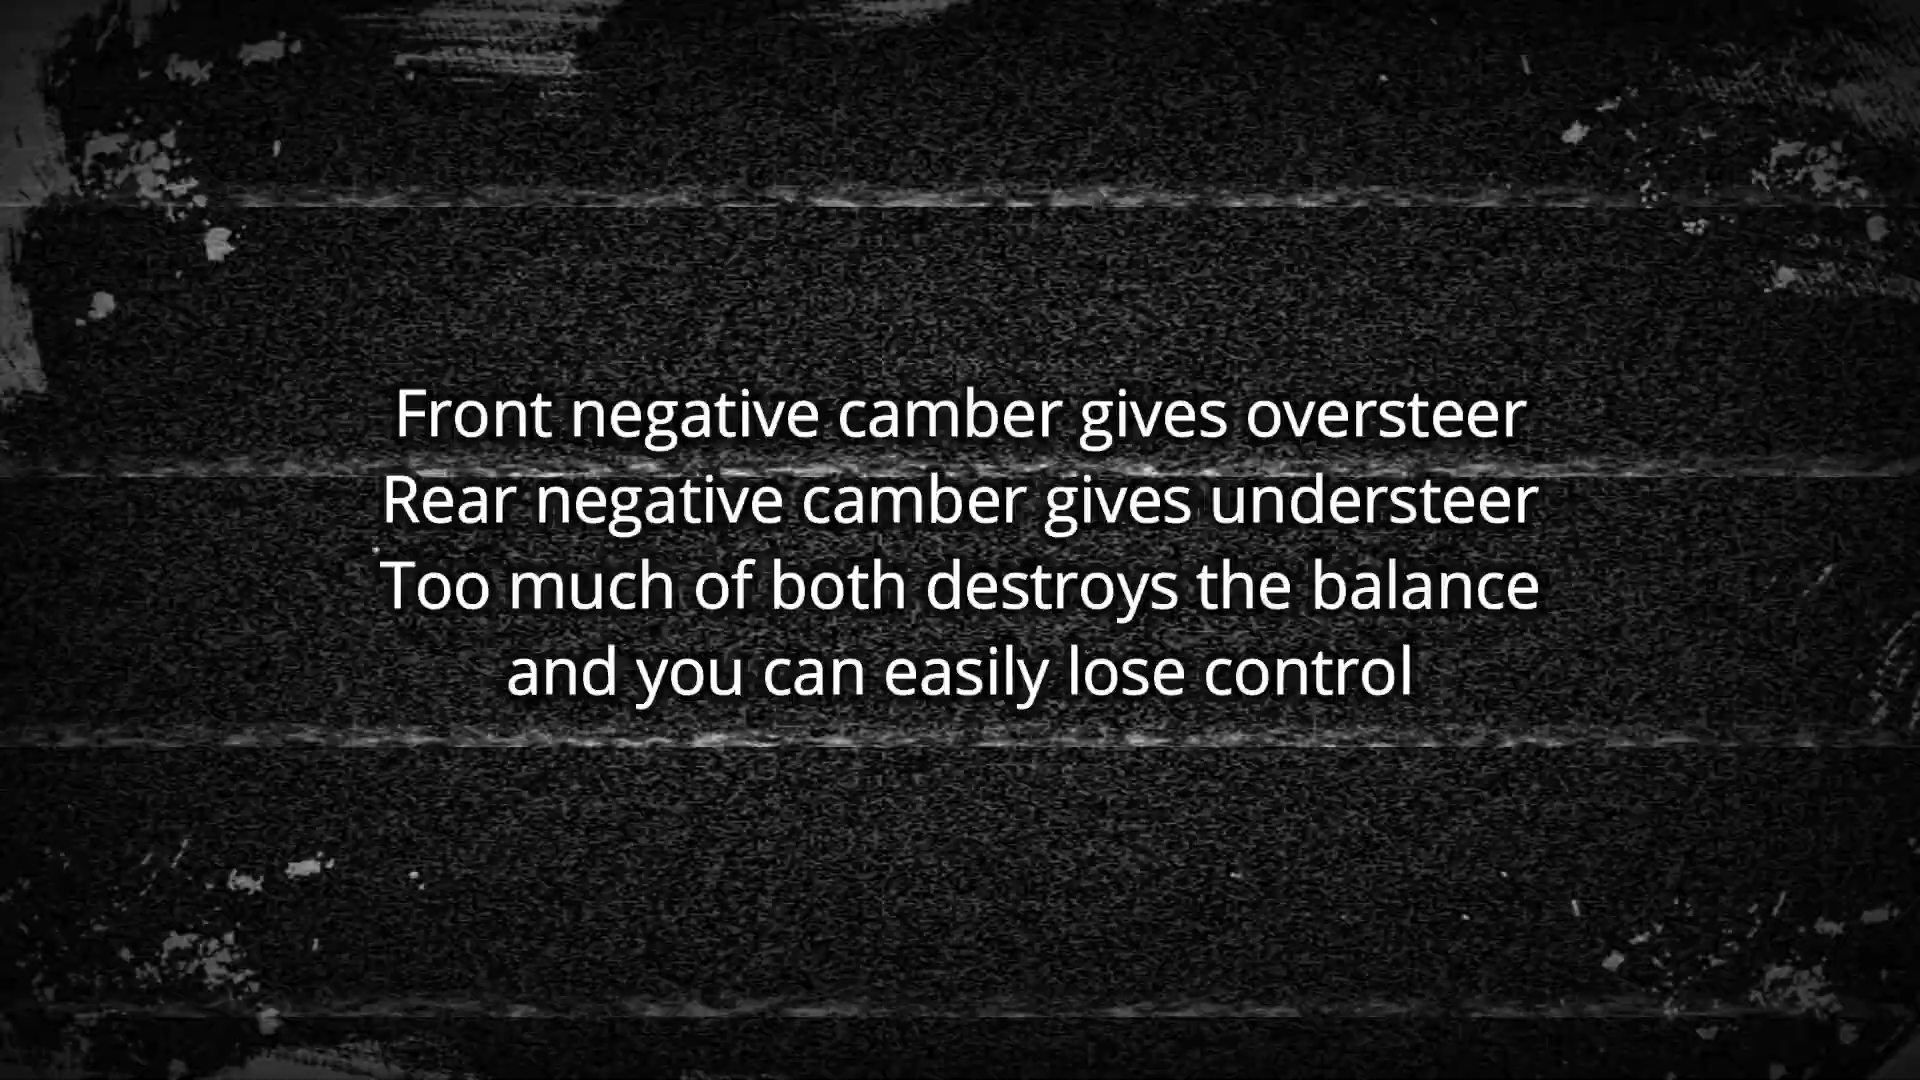 Front negative camber gives oversteer
Rear negative camber gives understeer
Too much of both destroys the balance
and you can easily lose control